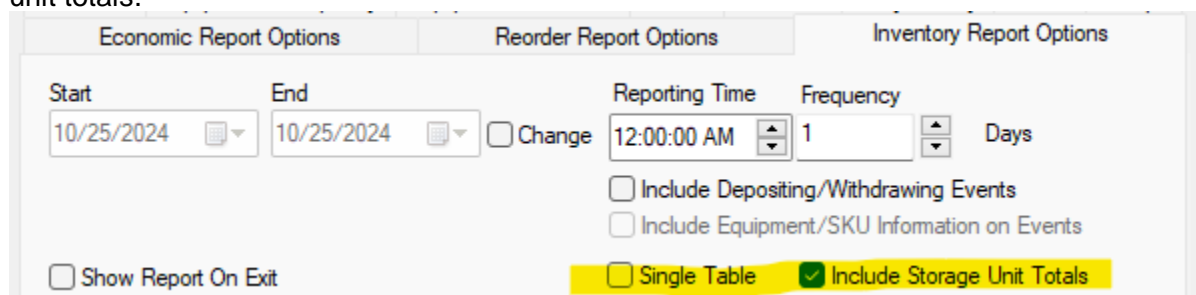 unit totals.
Economic Report Options Reorder Report Options Inventory Report Options
Start End Reporting Time Frequency
10/25/2024 10/25/2024 Change 12:00:00 AM 1 Days
Include Depositing/Withdrawing Events
Include Equipment/SKU Information on Events
Show Report On Exit Single Table Include Storage Unit Totals